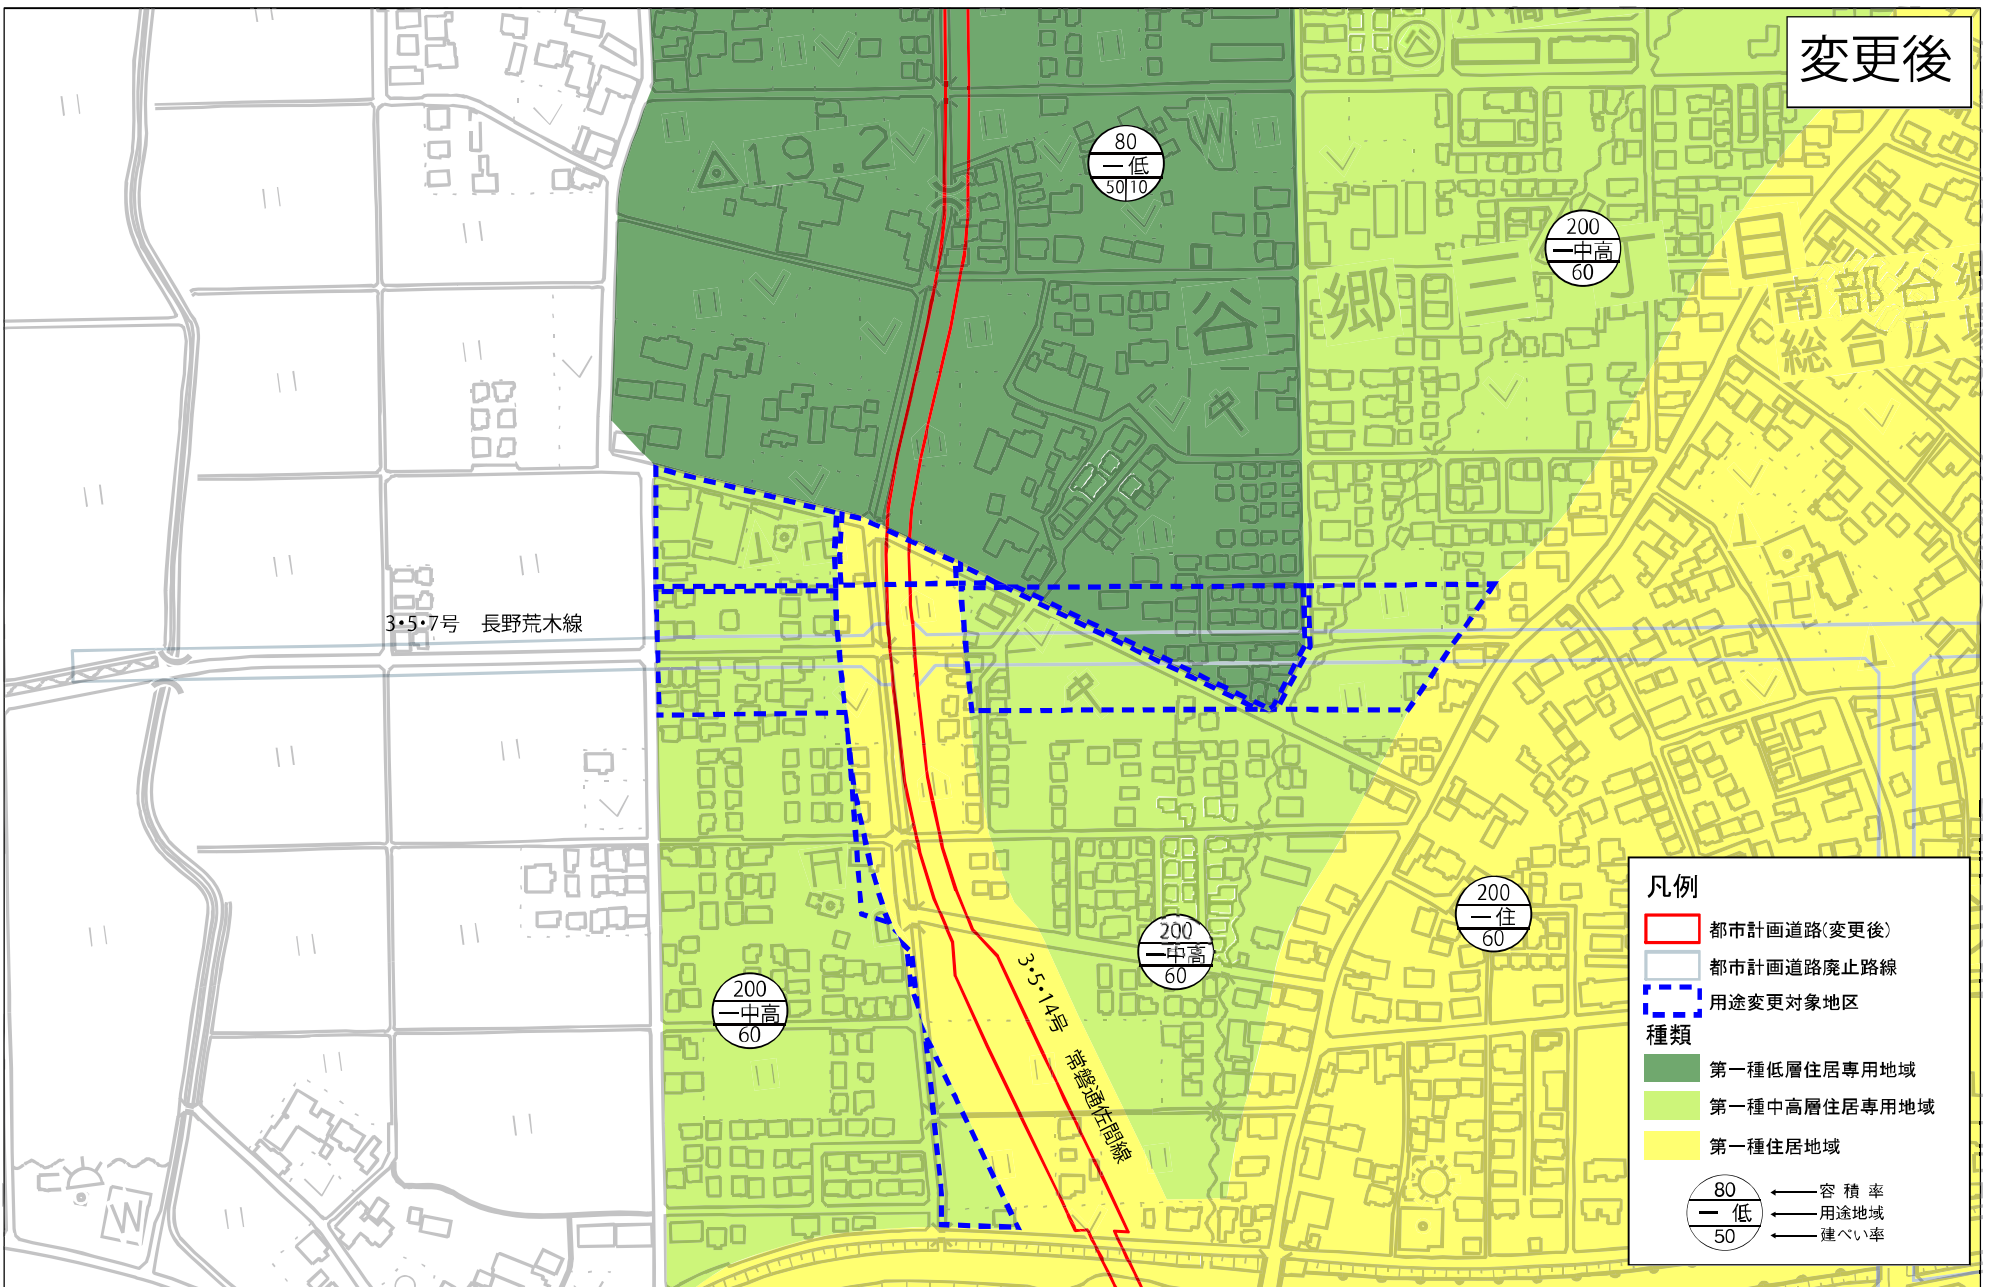 変更後
小橋
19.2
W
80
一低
50 10
200
一中高
60
谷
郷
三
丁
目
南部谷郷
総合広場
3・5・7号 長野荒木線
200
一中高
60
200
一中高
60
200
一住
60
3・5・14号 常磐通佐間線
W
凡例
都市計画道路(変更後)
都市計画道路廃止路線
用途変更対象地区
種類
第一種低層住居専用地域
第一種中高層住居専用地域
第一種住居地域
80 容積率
一低 用途地域
50 建ぺい率